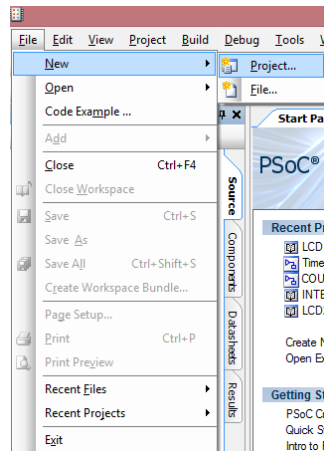 File Edit View Project Build Debug Tools
New
Project...
Open
File...
Code Example ...
Start Pa
Add
PSoC®
Close Ctrl+F4
Close Workspace
Source
Save Ctrl+S
Recent Pr
Save As
LCD
Components
Time
Save All Ctrl+Shift+S
COU
Create Workspace Bundle...
INTE
LCD
Page Setup...
Datasheets
Print Ctrl+P
Create N
Print Preview
Open Ex
Recent Files
Results
Getting St
Recent Projects
PSoC Cr
Quick St
Exit
Intro to